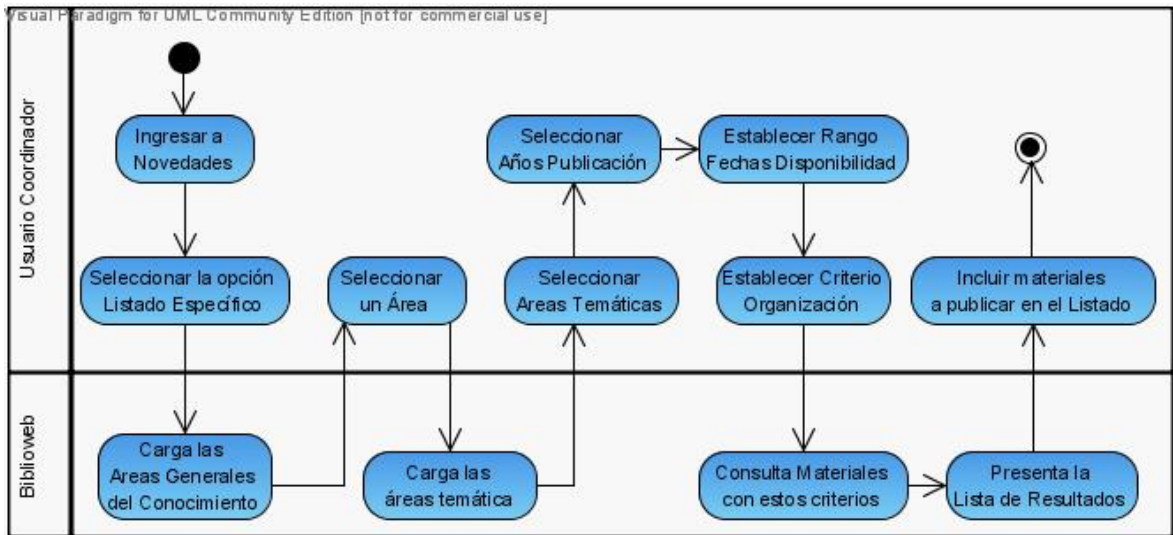 Visual Paradigm for UML Community Edition [not for commercial use]
Usuario Coordinador
Ingresar a
Novedades
Seleccionar la opción
Listado Específico
Seleccionar
un Área
Seleccionar
Años Publicación
Seleccionar
Areas Temáticas
Establecer Rango
Fechas Disponibilidad
Establecer Criterio
Organización
Incluir materiales
a publicar en el Listado
Biblioweb
Carga las
Areas Generales
del Conocimiento
Carga las
áreas temática
Consulta Materiales
con estos criterios
Presenta la
Lista de Resultados